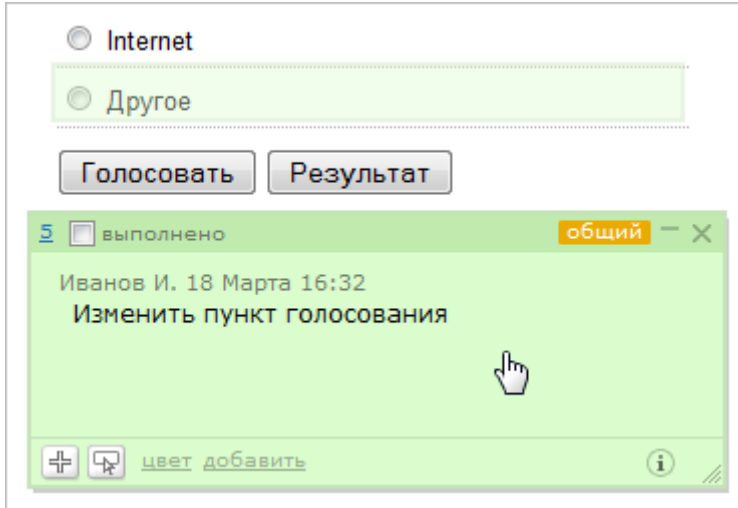 Internet
Другое
Голосовать Результат
5 выполнено общий
Иванов И. 18 Марта 16:32
Изменить пункт голосования
цвет добавить